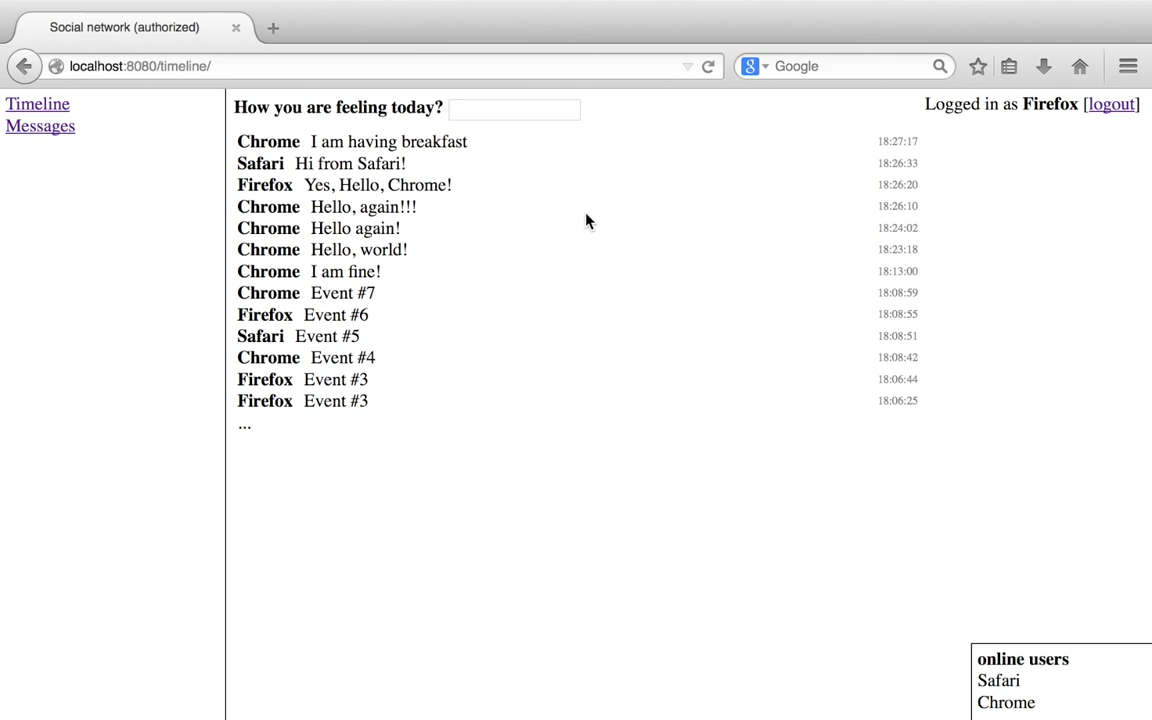 Social network (authorized)
localhost:8080/timeline/
Google
Timeline
Messages
How you are feeling today?
Logged in as Firefox [logout]
Chrome I am having breakfast 18:27:17
Safari Hi from Safari! 18:26:33
Firefox Yes, Hello, Chrome! 18:26:20
Chrome Hello, again!!! 18:26:10
Chrome Hello again! 18:24:02
Chrome Hello, world! 18:23:18
Chrome I am fine! 18:13:00
Chrome Event #7 18:08:59
Firefox Event #6 18:08:55
Safari Event #5 18:08:51
Chrome Event #4 18:08:42
Firefox Event #3 18:06:44
Firefox Event #3 18:06:25
...
online users
Safari
Chrome